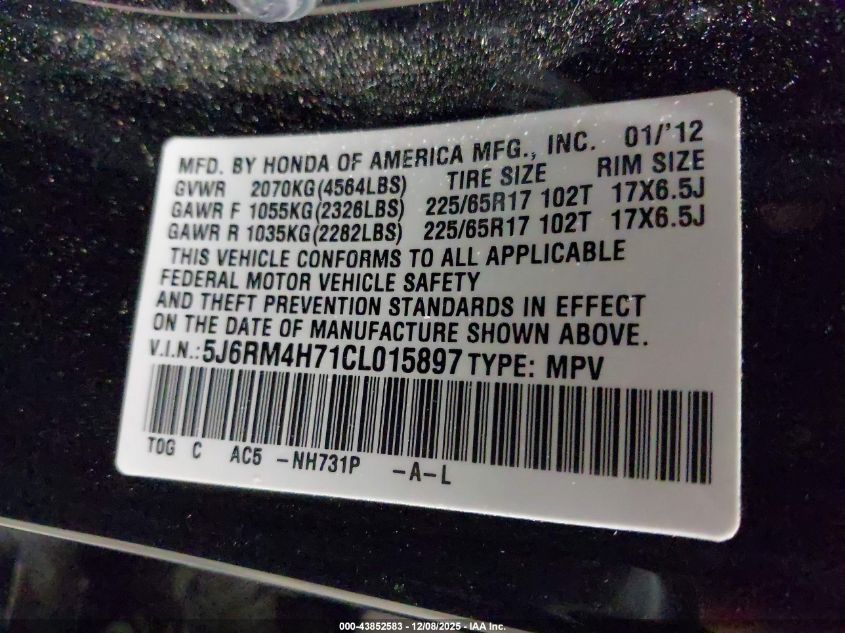 MFD. BY HONDA OF AMERICA MFG., INC. 01/'12
GVWR 2070KG(4564LBS) TIRE SIZE RIM SIZE
GAWR F 1055KG(2326LBS) 225/65R17 102T 17X6.5J
GAWR R 1035KG(2282LBS) 225/65R17 102T 17X6.5J
THIS VEHICLE CONFORMS TO ALL APPLICABLE
FEDERAL MOTOR VEHICLE SAFETY
AND THEFT PREVENTION STANDARDS IN EFFECT
ON THE DATE OF MANUFACTURE SHOWN ABOVE.
V.I.N.:5J6RM4H71CL015897 TYPE: MPV
TOG C AC5 -NH731P -A-L
000-43852583 - 12/08/2025 - IAA Inc.